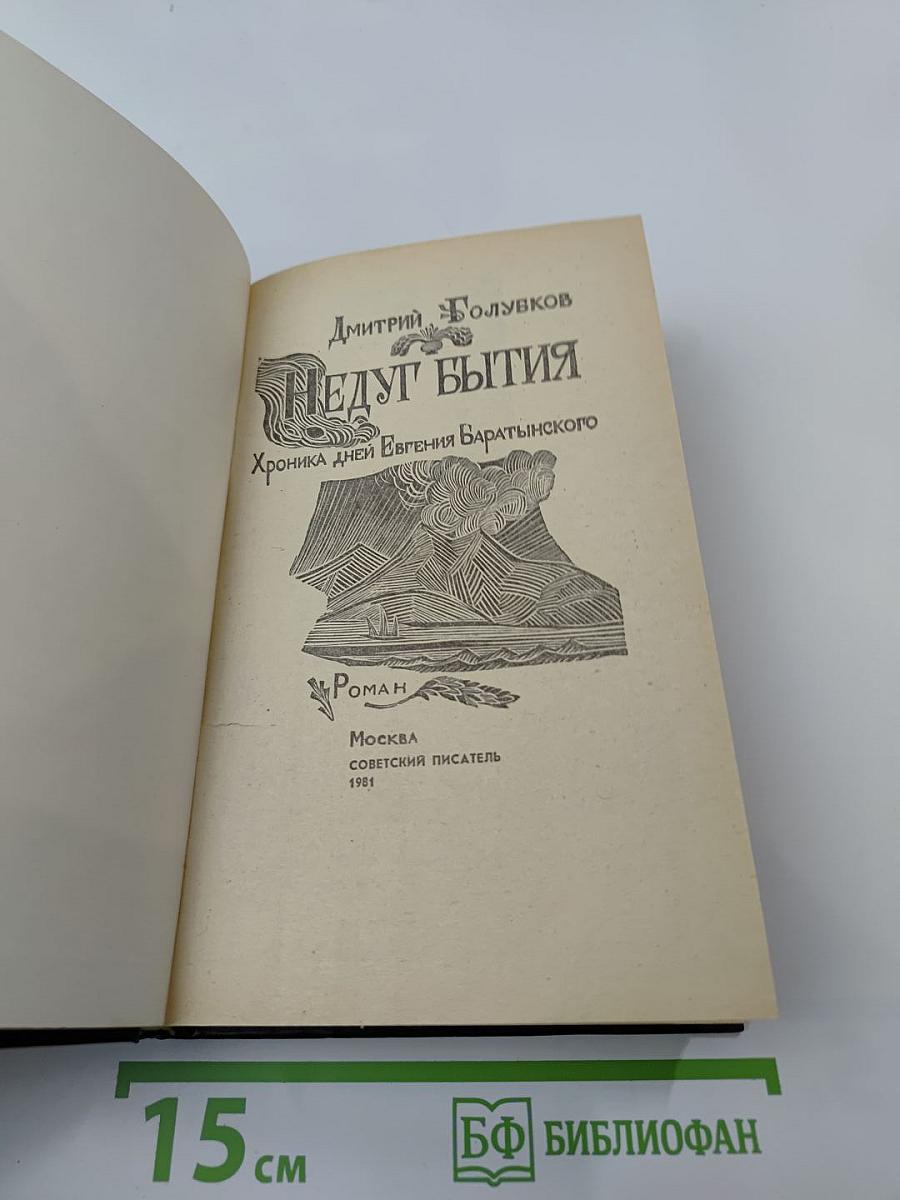 Дмитрий Голубков
Недуг бытия
Хроника дней Евгения Баратынского
Роман
Москва
советский писатель
1981
15 см
БФ БИБЛИОФАН